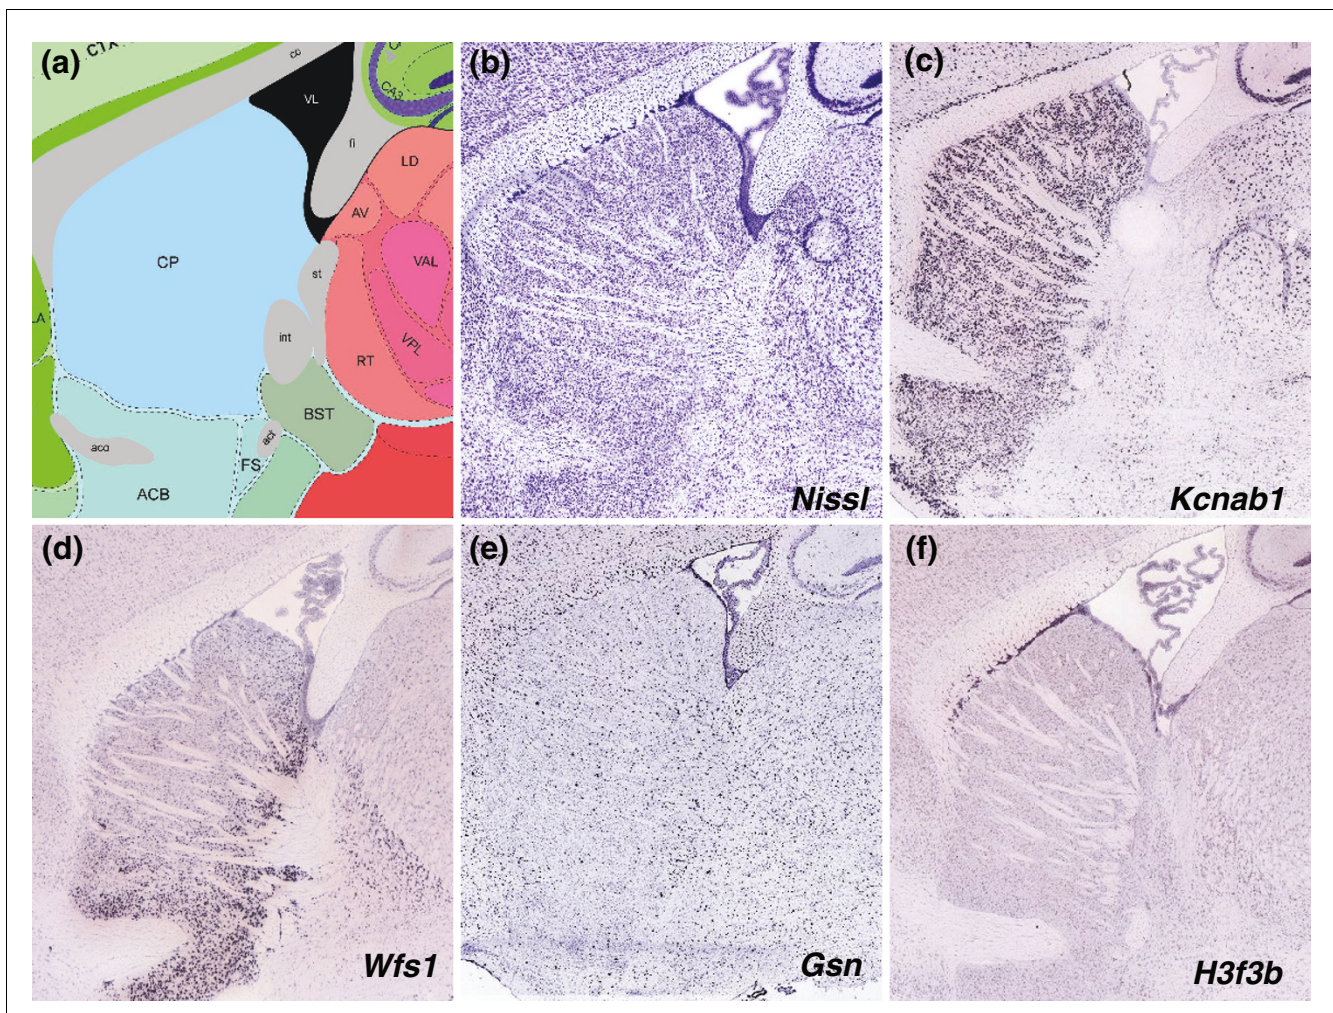 (a)
CTX
cc
CA3
VL
fi
LD
AV
CP
st
VAL
LA
int
VPL
RT
BST
aco
act
FS
ACB
(b)
Nissl
(c)
Kcnab1
(d)
Wfs1
(e)
Gsn
(f)
H3f3b